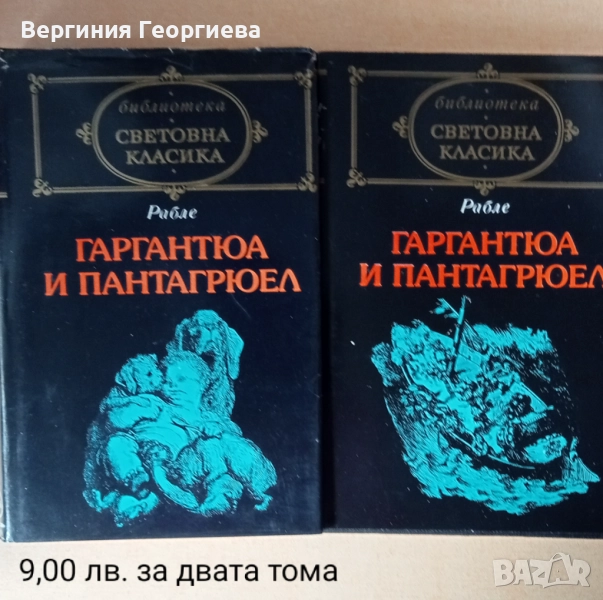 Вергиния Георгиева
библиотека
СВЕТОВНА
КЛАСИКА
Рабле
ГАРГАНТЮА
И ПАНТАГРЮЕЛ
библиотека
СВЕТОВНА
КЛАСИКА
Рабле
ГАРГАНТЮА
И ПАНТАГРЮЕЛ
9,00 лв. за двата тома
BAZAR